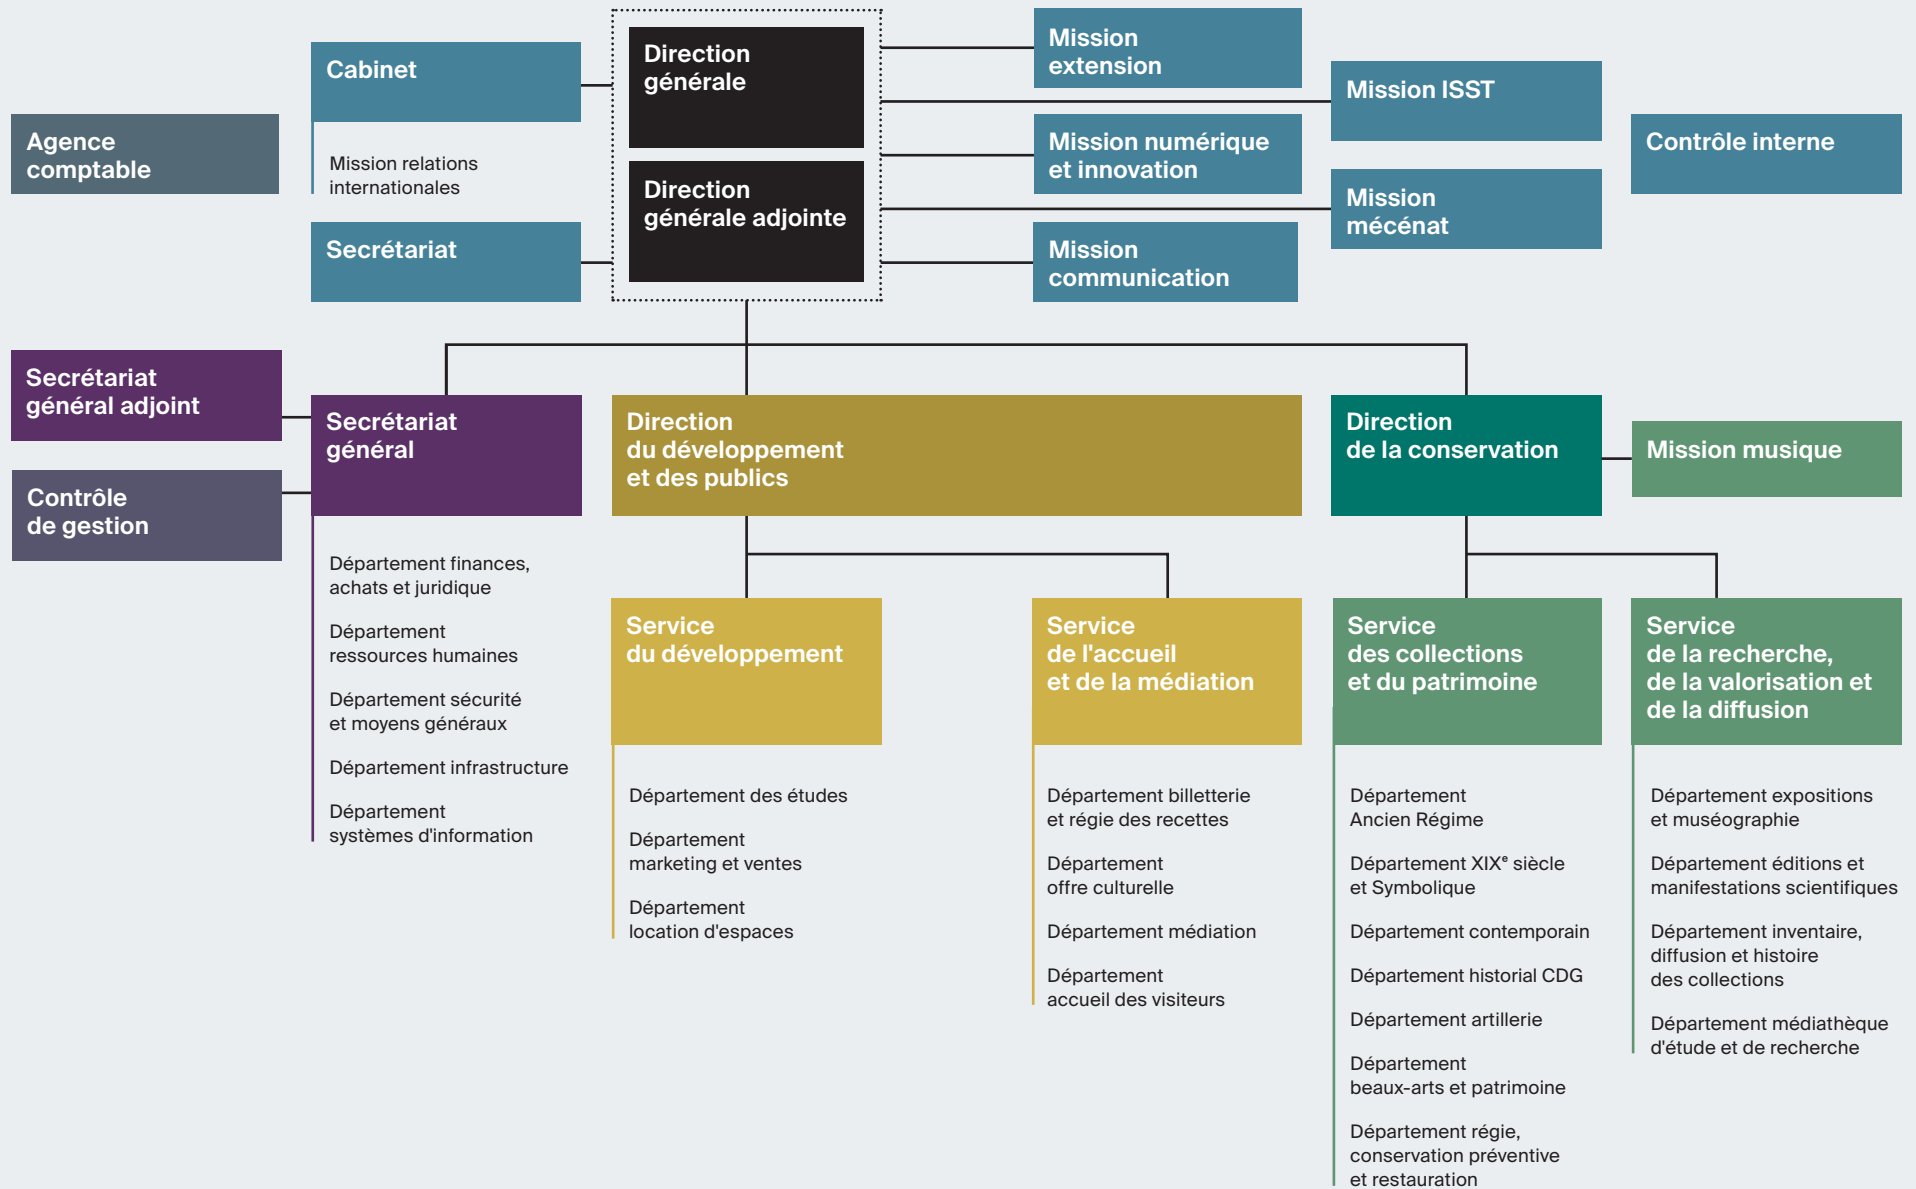 Agence
comptable
Cabinet
Mission relations
internationales
Secrétariat
Direction
générale
Direction
générale adjointe
Mission
extension
Mission ISST
Mission numérique
et innovation
Mission
mécénat
Mission
communication
Contrôle interne
Secrétariat
général adjoint
Contrôle
de gestion
Secrétariat
général
Département finances,
achats et juridique
Département
ressources humaines
Département sécurité
et moyens généraux
Département infrastructure
Département
systèmes d'information
Direction
du développement
et des publics
Service
du développement
Département des études
Département
marketing et ventes
Département
location d'espaces
Service
de l'accueil
et de la médiation
Département billetterie
et régie des recettes
Département
offre culturelle
Département médiation
Département
accueil des visiteurs
Direction
de la conservation
Mission musique
Service
des collections
et du patrimoine
Département
Ancien Régime
Département XIXᵉ siècle
et Symbolique
Département contemporain
Département historial CDG
Département artillerie
Département
beaux-arts et patrimoine
Département régie,
conservation préventive
et restauration
Service
de la recherche,
de la valorisation et
de la diffusion
Département expositions
et muséographie
Département éditions et
manifestations scientifiques
Département inventaire,
diffusion et histoire
des collections
Département médiathèque
d'étude et de recherche